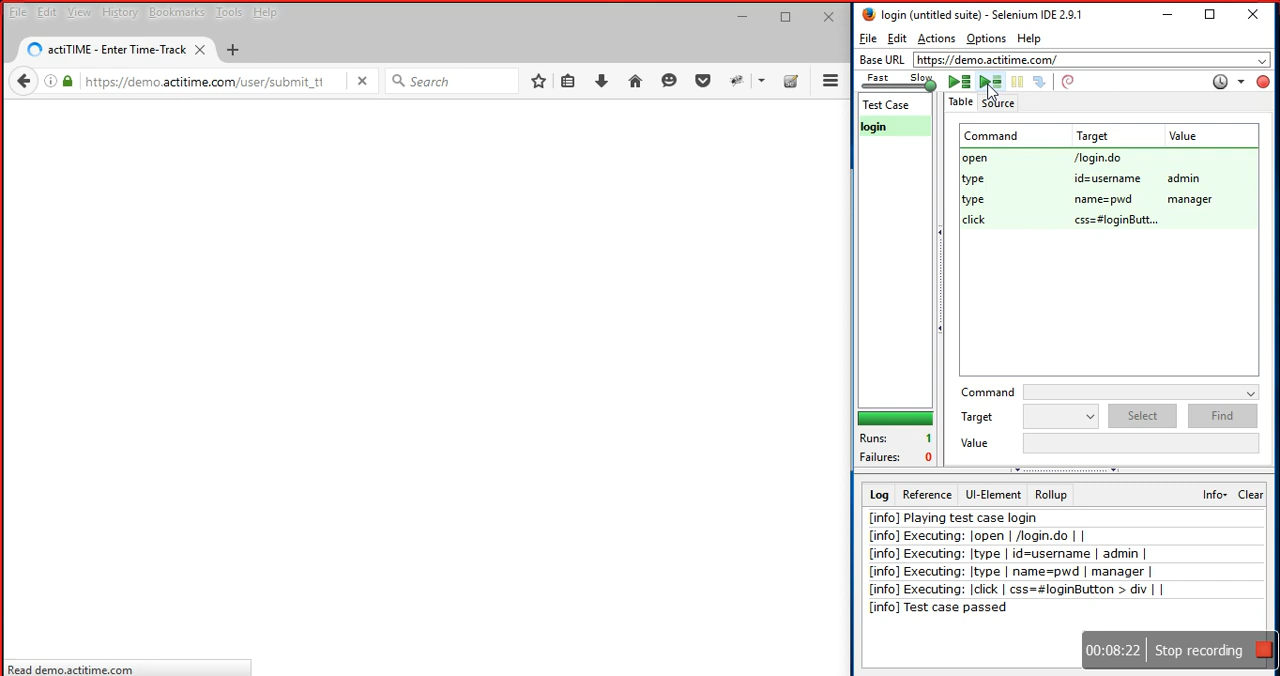 File Edit View History Bookmarks Tools Help
actiTIME - Enter Time-Track
https://demo.actitime.com/user/submit_tt
Search
Read demo.actitime.com
login (untitled suite) - Selenium IDE 2.9.1
File Edit Actions Options Help
Base URL https://demo.actitime.com/
Fast Slow
Test Case
login
Table Source
Command Target Value
open /login.do
type id=username admin
type name=pwd manager
click css=#loginButt...
Command
Target Select Find
Value
Runs: 1
Failures: 0
Log Reference UI-Element Rollup Info Clear
[info] Playing test case login
[info] Executing: |open | /login.do | |
[info] Executing: |type | id=username | admin |
[info] Executing: |type | name=pwd | manager |
[info] Executing: |click | css=#loginButton > div | |
[info] Test case passed
00:08:22 Stop recording